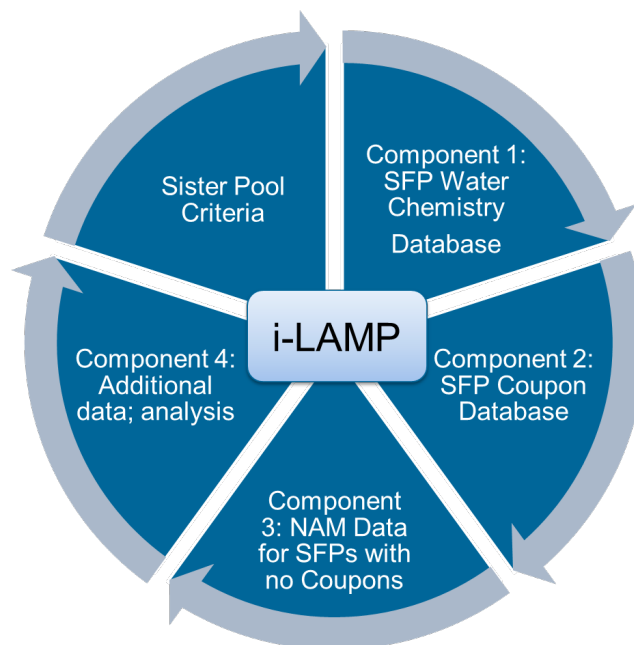 Sister Pool
Criteria
Component 1:
SFP Water
Chemistry
Database
i-LAMP
Component 4:
Additional
data; analysis
Component 2:
SFP Coupon
Database
Component
3: NAM Data
for SFPs with
no Coupons